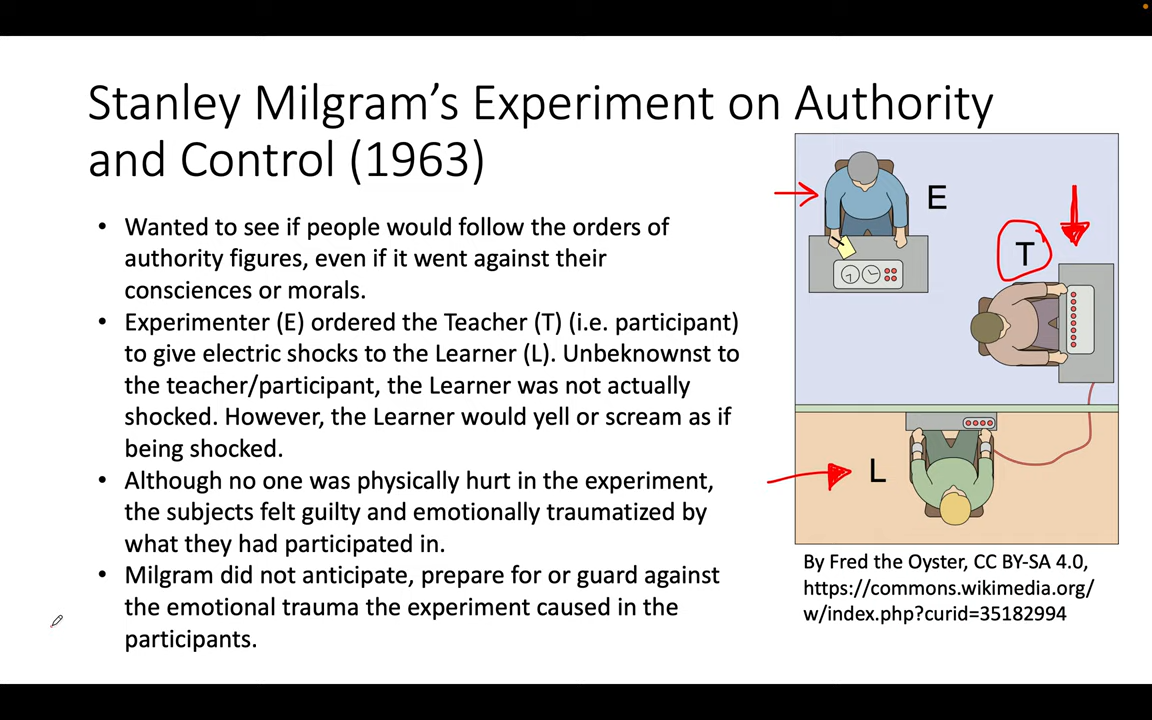 Stanley Milgram’s Experiment on Authority
and Control (1963)
• Wanted to see if people would follow the orders of
authority figures, even if it went against their
consciences or morals.
• Experimenter (E) ordered the Teacher (T) (i.e. participant)
to give electric shocks to the Learner (L). Unbeknownst to
the teacher/participant, the Learner was not actually
shocked. However, the Learner would yell or scream as if
being shocked.
• Although no one was physically hurt in the experiment,
the subjects felt guilty and emotionally traumatized by
what they had participated in.
• Milgram did not anticipate, prepare for or guard against
the emotional trauma the experiment caused in the
participants.
E
T
L
By Fred the Oyster, CC BY-SA 4.0,
https://commons.wikimedia.org/
w/index.php?curid=35182994